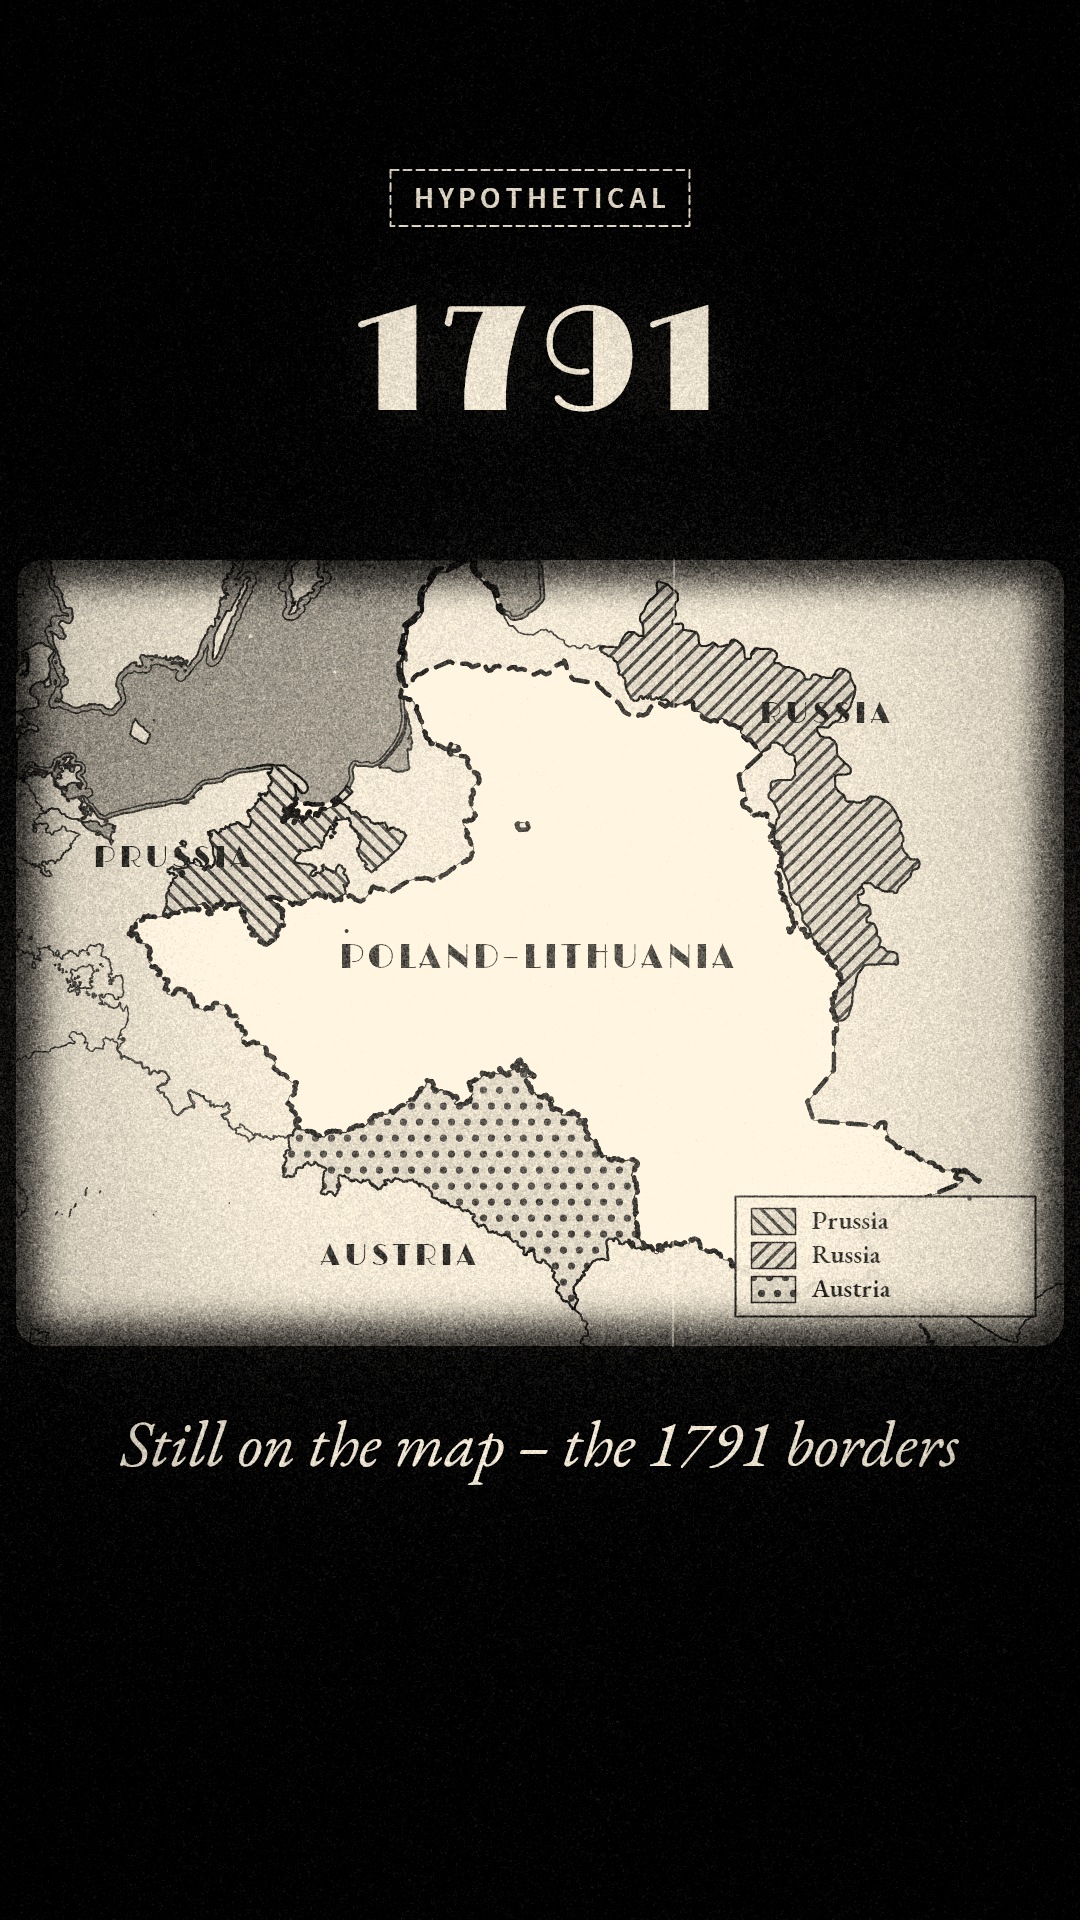 HYPOTHETICAL
1791
RUSSIA
PRUSSIA
POLAND–LITHUANIA
AUSTRIA
Prussia
Russia
Austria
Still on the map – the 1791 borders